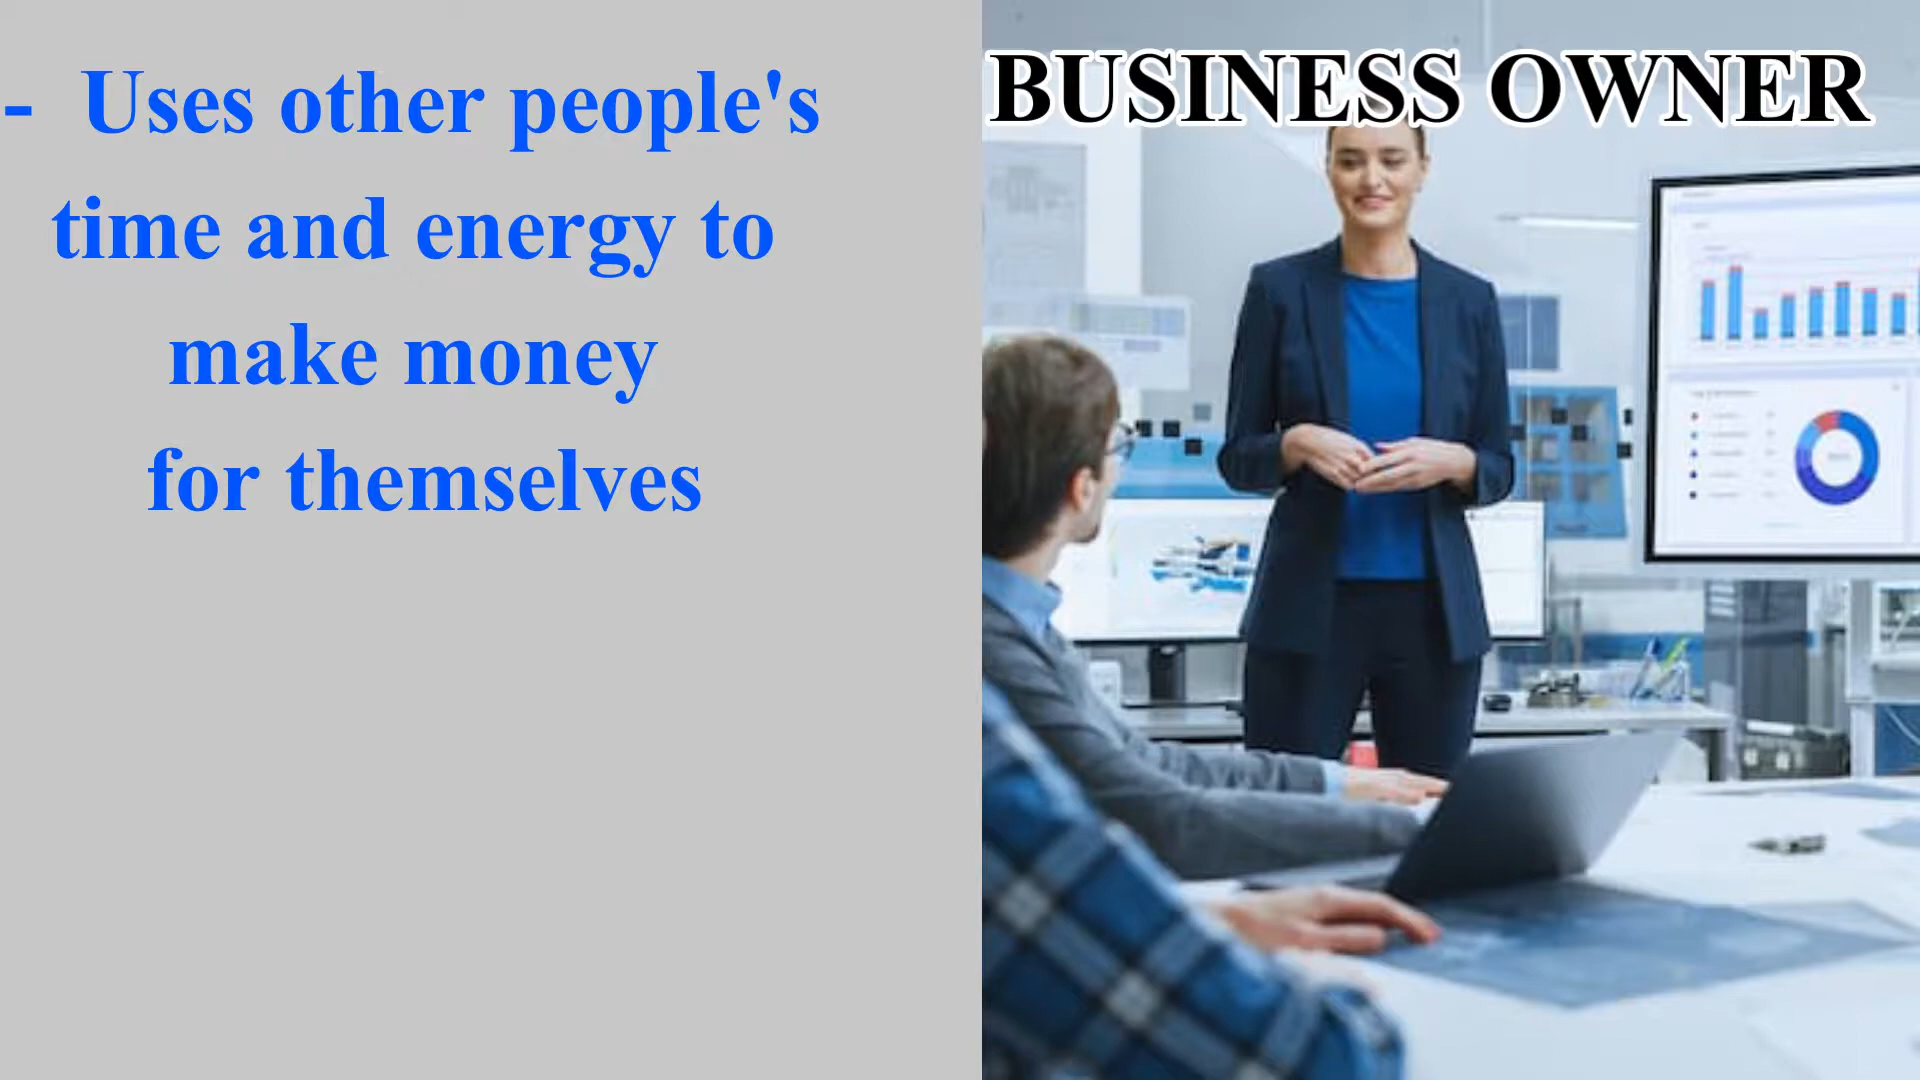 - Uses other people's
time and energy to
make money
for themselves
BUSINESS OWNER